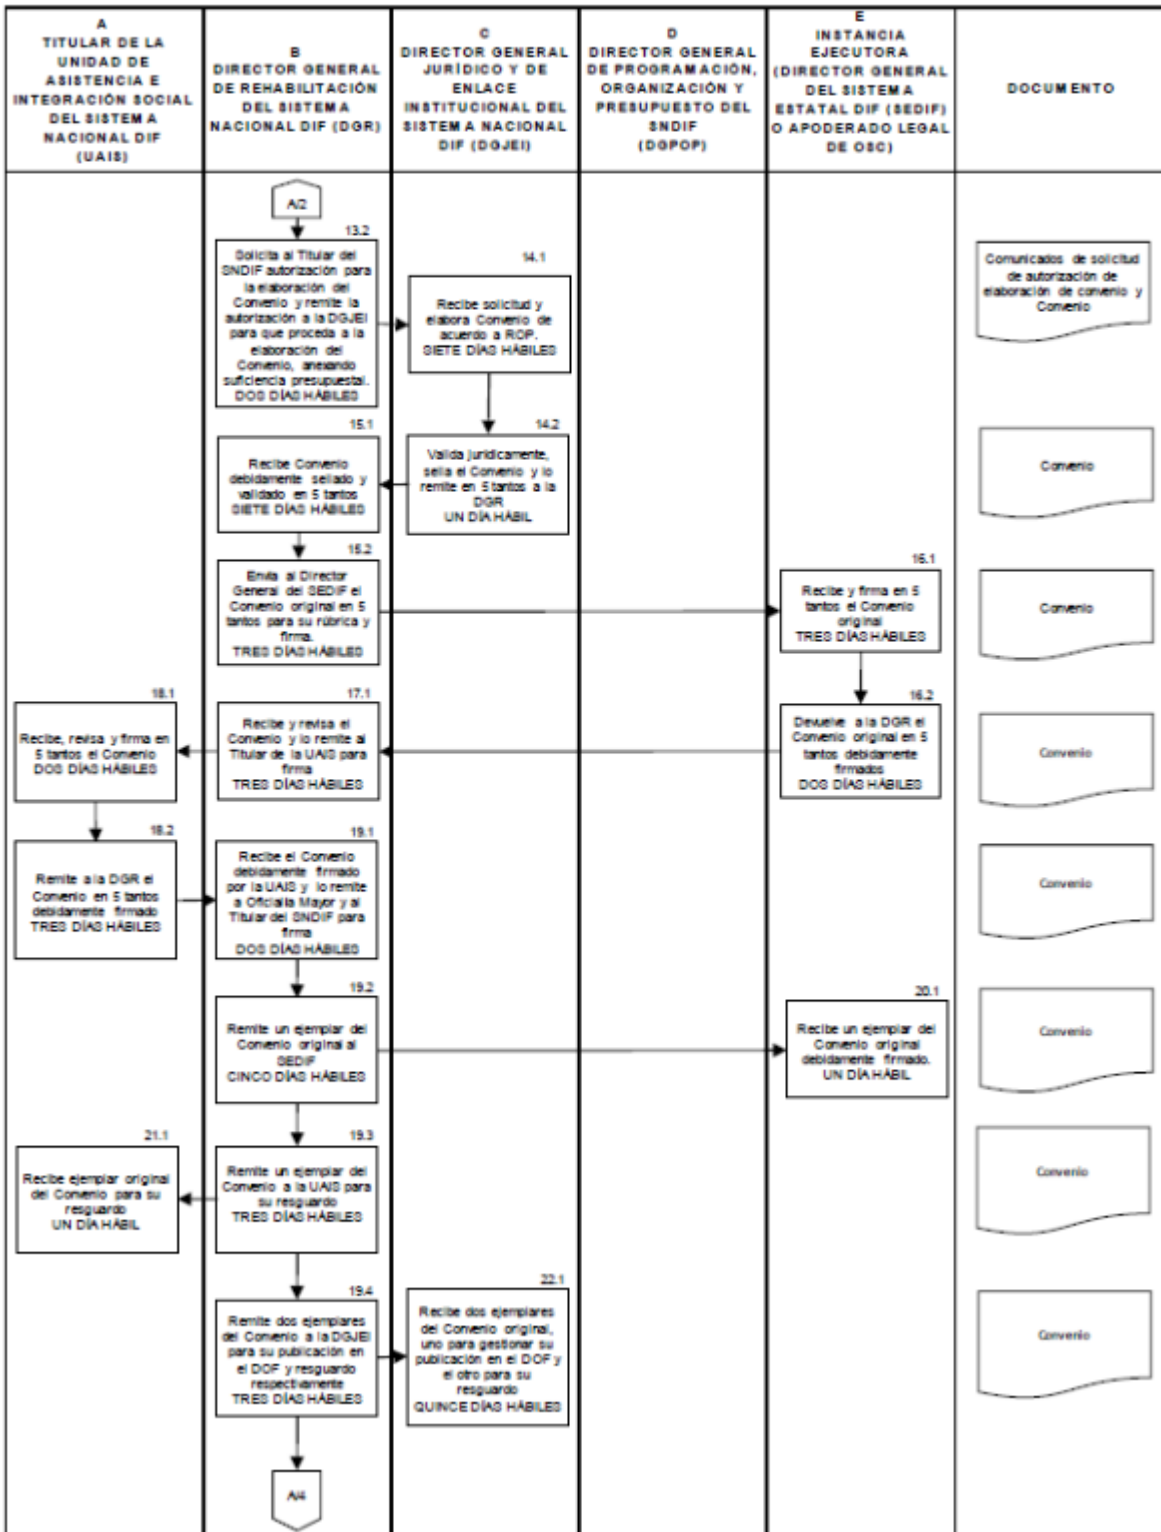 A
TITULAR DE LA
UNIDAD DE
ASISTENCIA E
INTEGRACIÓN SOCIAL
DEL SISTEMA
NACIONAL DIF
(UAIS)
B
DIRECTOR GENERAL
DE REHABILITACIÓN
DEL SISTEMA
NACIONAL DIF (DGR)
C
DIRECTOR GENERAL
JURÍDICO Y DE
ENLACE
INSTITUCIONAL DEL
SISTEMA NACIONAL
DIF (DGJEI)
D
DIRECTOR GENERAL
DE PROGRAMACIÓN,
ORGANIZACIÓN Y
PRESUPUESTO DEL
SNDIF
(DGPOP)
E
INSTANCIA
EJECUTORA
(DIRECTOR GENERAL
DEL SISTEMA
ESTATAL DIF (SEDIF)
O APODERADO LEGAL
DE OSC)
DOCUMENTO
A/2
13.2
Solicita al Titular del
SNDIF autorización para
la elaboración del
Convenio y remite la
autorización a la DGJEI
para que proceda a la
elaboración del
Convenio, anexando
suficiencia presupuestal.
DOS DÍAS HÁBILES
14.1
Recibe solicitud y
elabora Convenio de
acuerdo a ROP.
SIETE DÍAS HÁBILES
Comunicados de solicitud
de autorización de
elaboración de convenio y
Convenio
15.1
Recibe Convenio
debidamente sellado y
validado en 5 tantos
SIETE DÍAS HÁBILES
14.2
Valida jurídicamente,
sella el Convenio y lo
remite en 5 tantos a la
DGR
UN DÍA HÁBIL
Convenio
15.2
Envía al Director
General del SEDIF el
Convenio original en 5
tantos para su rúbrica y
firma.
TRES DÍAS HÁBILES
16.1
Recibe y firma en 5
tantos el Convenio
original
TRES DÍAS HÁBILES
Convenio
18.1
Recibe, revisa y firma en
5 tantos el Convenio
DOS DÍAS HÁBILES
17.1
Recibe y revisa el
Convenio y lo remite al
Titular de la UAIS para
firma
TRES DÍAS HÁBILES
16.2
Devuelve a la DGR el
Convenio original en 5
tantos debidamente
firmados
DOS DÍAS HÁBILES
Convenio
18.2
Remite a la DGR el
Convenio en 5 tantos
debidamente firmado
TRES DÍAS HÁBILES
19.1
Recibe el Convenio
debidamente firmado
por la UAIS y lo remite
a Oficialía Mayor y al
Titular del SNDIF para
firma
DOS DÍAS HÁBILES
Convenio
19.2
Remite un ejemplar del
Convenio original al
SEDIF
CINCO DÍAS HÁBILES
20.1
Recibe un ejemplar del
Convenio original
debidamente firmado.
UN DÍA HÁBIL
Convenio
21.1
Recibe ejemplar original
del Convenio para su
resguardo
UN DÍA HÁBIL
19.3
Remite un ejemplar del
Convenio a la UAIS para
su resguardo
TRES DÍAS HÁBILES
Convenio
19.4
Remite dos ejemplares
del Convenio a la DGJEI
para su publicación en
el DOF y resguardo
respectivamente
TRES DÍAS HÁBILES
22.1
Recibe dos ejemplares
del Convenio original,
uno para gestionar su
publicación en el DOF y
el otro para su
resguardo
QUINCE DÍAS HÁBILES
Convenio
A/4